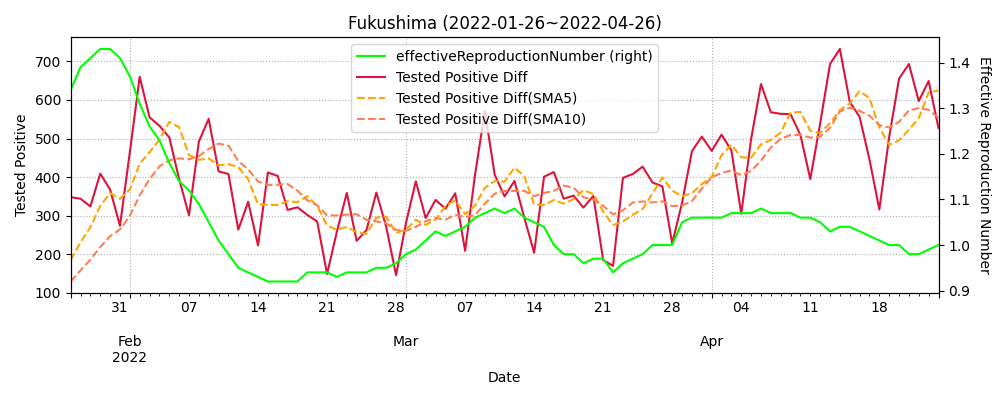 Fukushima (2022-01-26~2022-04-26)
effectiveReproductionNumber (right)
Tested Positive Diff
Tested Positive Diff(SMA5)
Tested Positive Diff(SMA10)
Tested Positive
700
600
500
400
300
200
100
1.4
1.3
1.2
1.1
1.0
0.9
Effective Reproduction Number
31 07 14 21 28 07 14 21 28 04 11 18
Feb Mar Apr
2022
Date